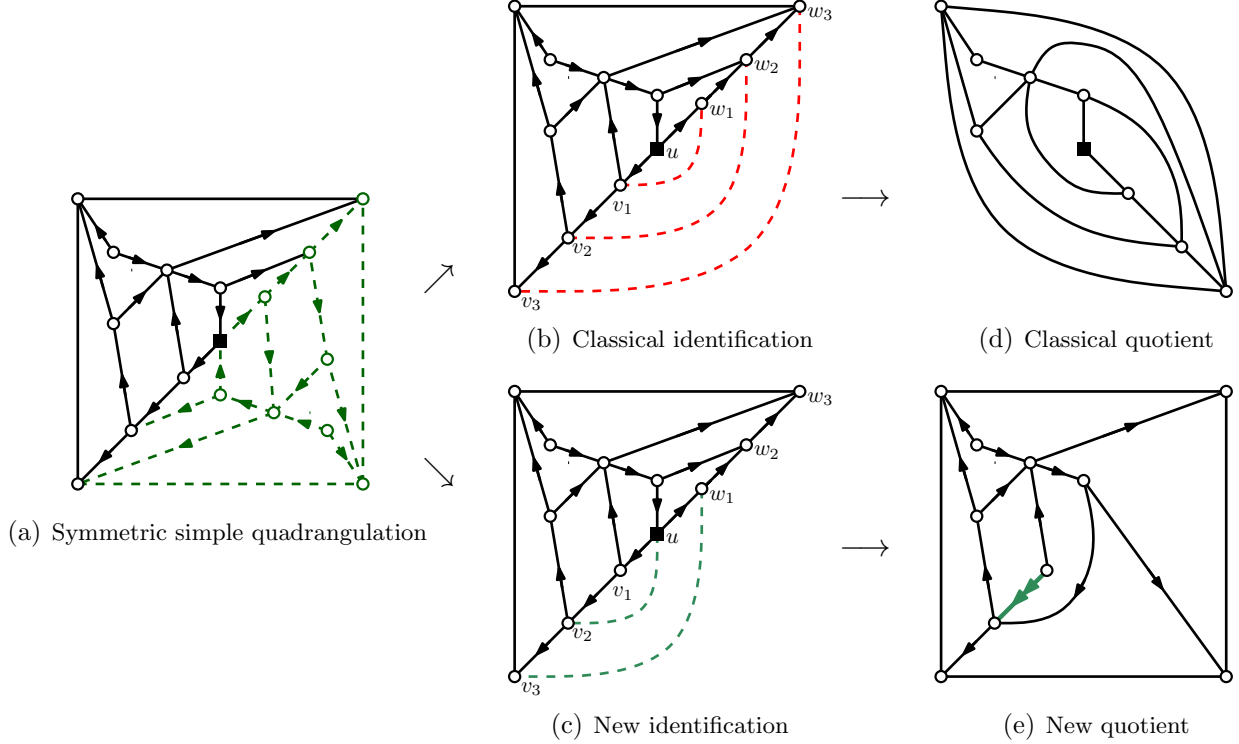 w₃
w₂
w₁
u
v₁
v₂
v₃
(b) Classical identification
(d) Classical quotient
(a) Symmetric simple quadrangulation
w₃
w₂
w₁
u
v₁
v₂
v₃
(c) New identification
(e) New quotient